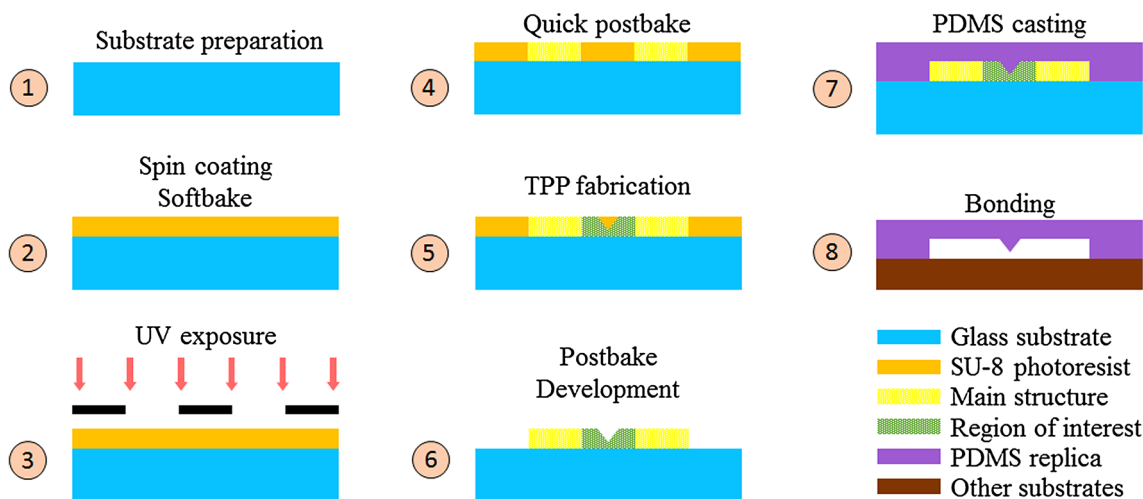 Substrate preparation
1
Spin coating
Softbake
2
UV exposure
3
Quick postbake
4
TPP fabrication
5
Postbake
Development
6
PDMS casting
7
Bonding
8
Glass substrate
SU-8 photoresist
Main structure
Region of interest
PDMS replica
Other substrates